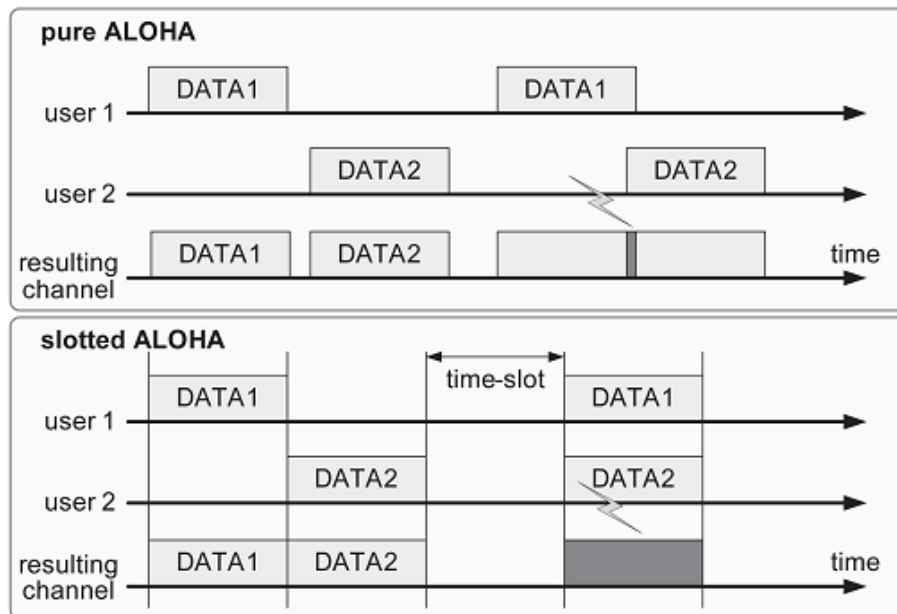 pure ALOHA
DATA1 DATA1
user 1
DATA2 DATA2
user 2
DATA1 DATA2 time
resulting
channel
slotted ALOHA
time-slot
DATA1 DATA1
user 1
DATA2 DATA2
user 2
DATA1 DATA2 time
resulting
channel